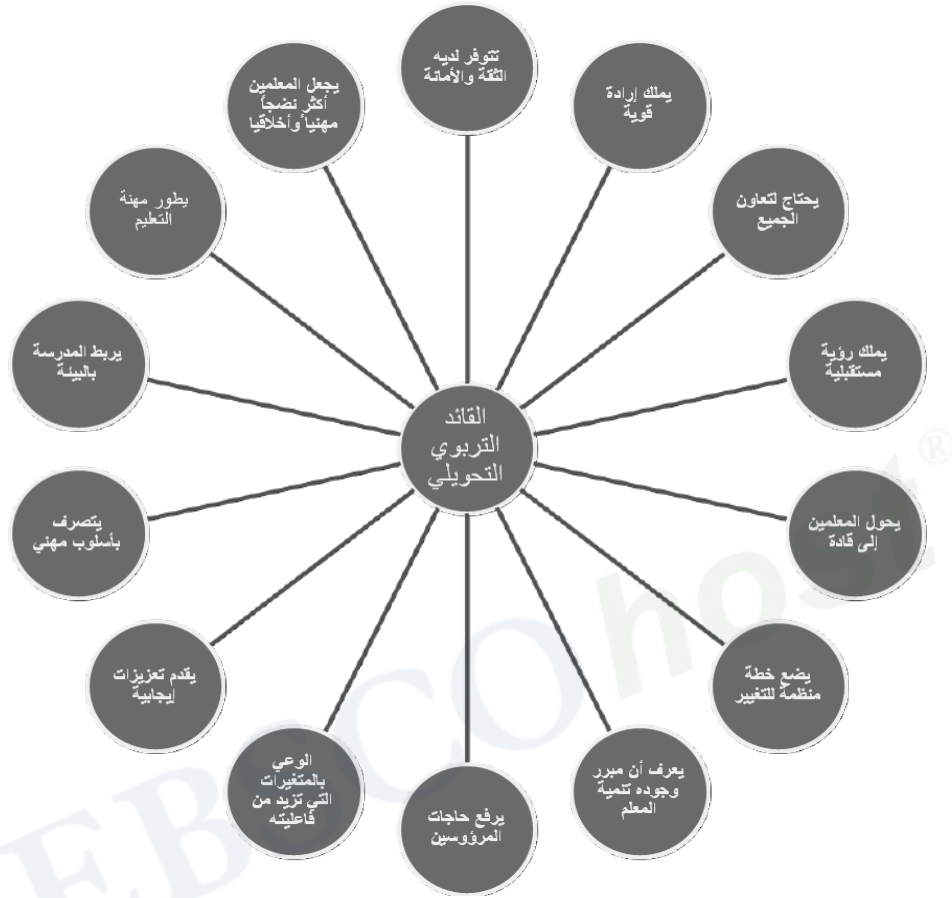 القائد
التربوي
التحويلي
تتوفر لديه
الثقة والأمانة
يملك إرادة
قوية
يحتاج لتعاون
الجميع
يملك رؤية
مستقبلية
يحول المعلمين
إلى قادة
يضع خطة
منظمة للتغيير
يعرف أن مبرر
وجوده تنمية
المعلم
يرفع حاجات
المرؤوسين
الوعي
بالمتغيرات
التي تزيد من
فاعليته
يقدم تعزيزات
إيجابية
يتصرف
بأسلوب مهني
يربط المدرسة
بالبيئة
يطور مهنة
التعليم
يجعل المعلمين
أكثر نضجاً
مهنياً وأخلاقيا
EBSCOhost®